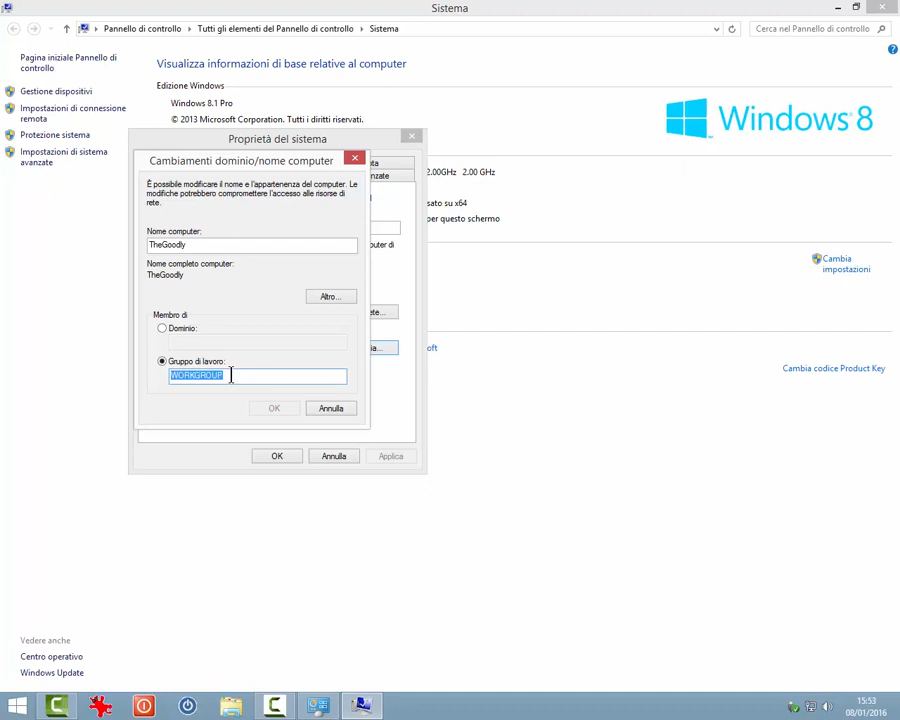 Sistema
Pannello di controllo
Tutti gli elementi del Pannello di controllo
Sistema
Cerca nel Pannello di controllo
Pagina iniziale Pannello di
controllo
Gestione dispositivi
Impostazioni di connessione
remota
Protezione sistema
Impostazioni di sistema
avanzate
Visualizza informazioni di base relative al computer
Edizione Windows
Windows 8.1 Pro
© 2013 Microsoft Corporation. Tutti i diritti riservati.
Windows 8
Proprietà del sistema
Cambiamenti dominio/nome computer
È possibile modificare il nome e l'appartenenza del computer. Le
modifiche potrebbero compromettere l'accesso alle risorse di
rete.
Nome computer:
TheGoodly
Nome completo computer:
TheGoodly
Altro...
Membro di
Dominio:
Gruppo di lavoro:
WORKGROUP
OK
Annulla
ota
anzate
puter di
ete...
ia...
OK
Annulla
Applica
2.00GHz 2.00 GHz
sato su x64
per questo schermo
Cambia
impostazioni
oft
Cambia codice Product Key
Vedere anche
Centro operativo
Windows Update
15:53
08/01/2016